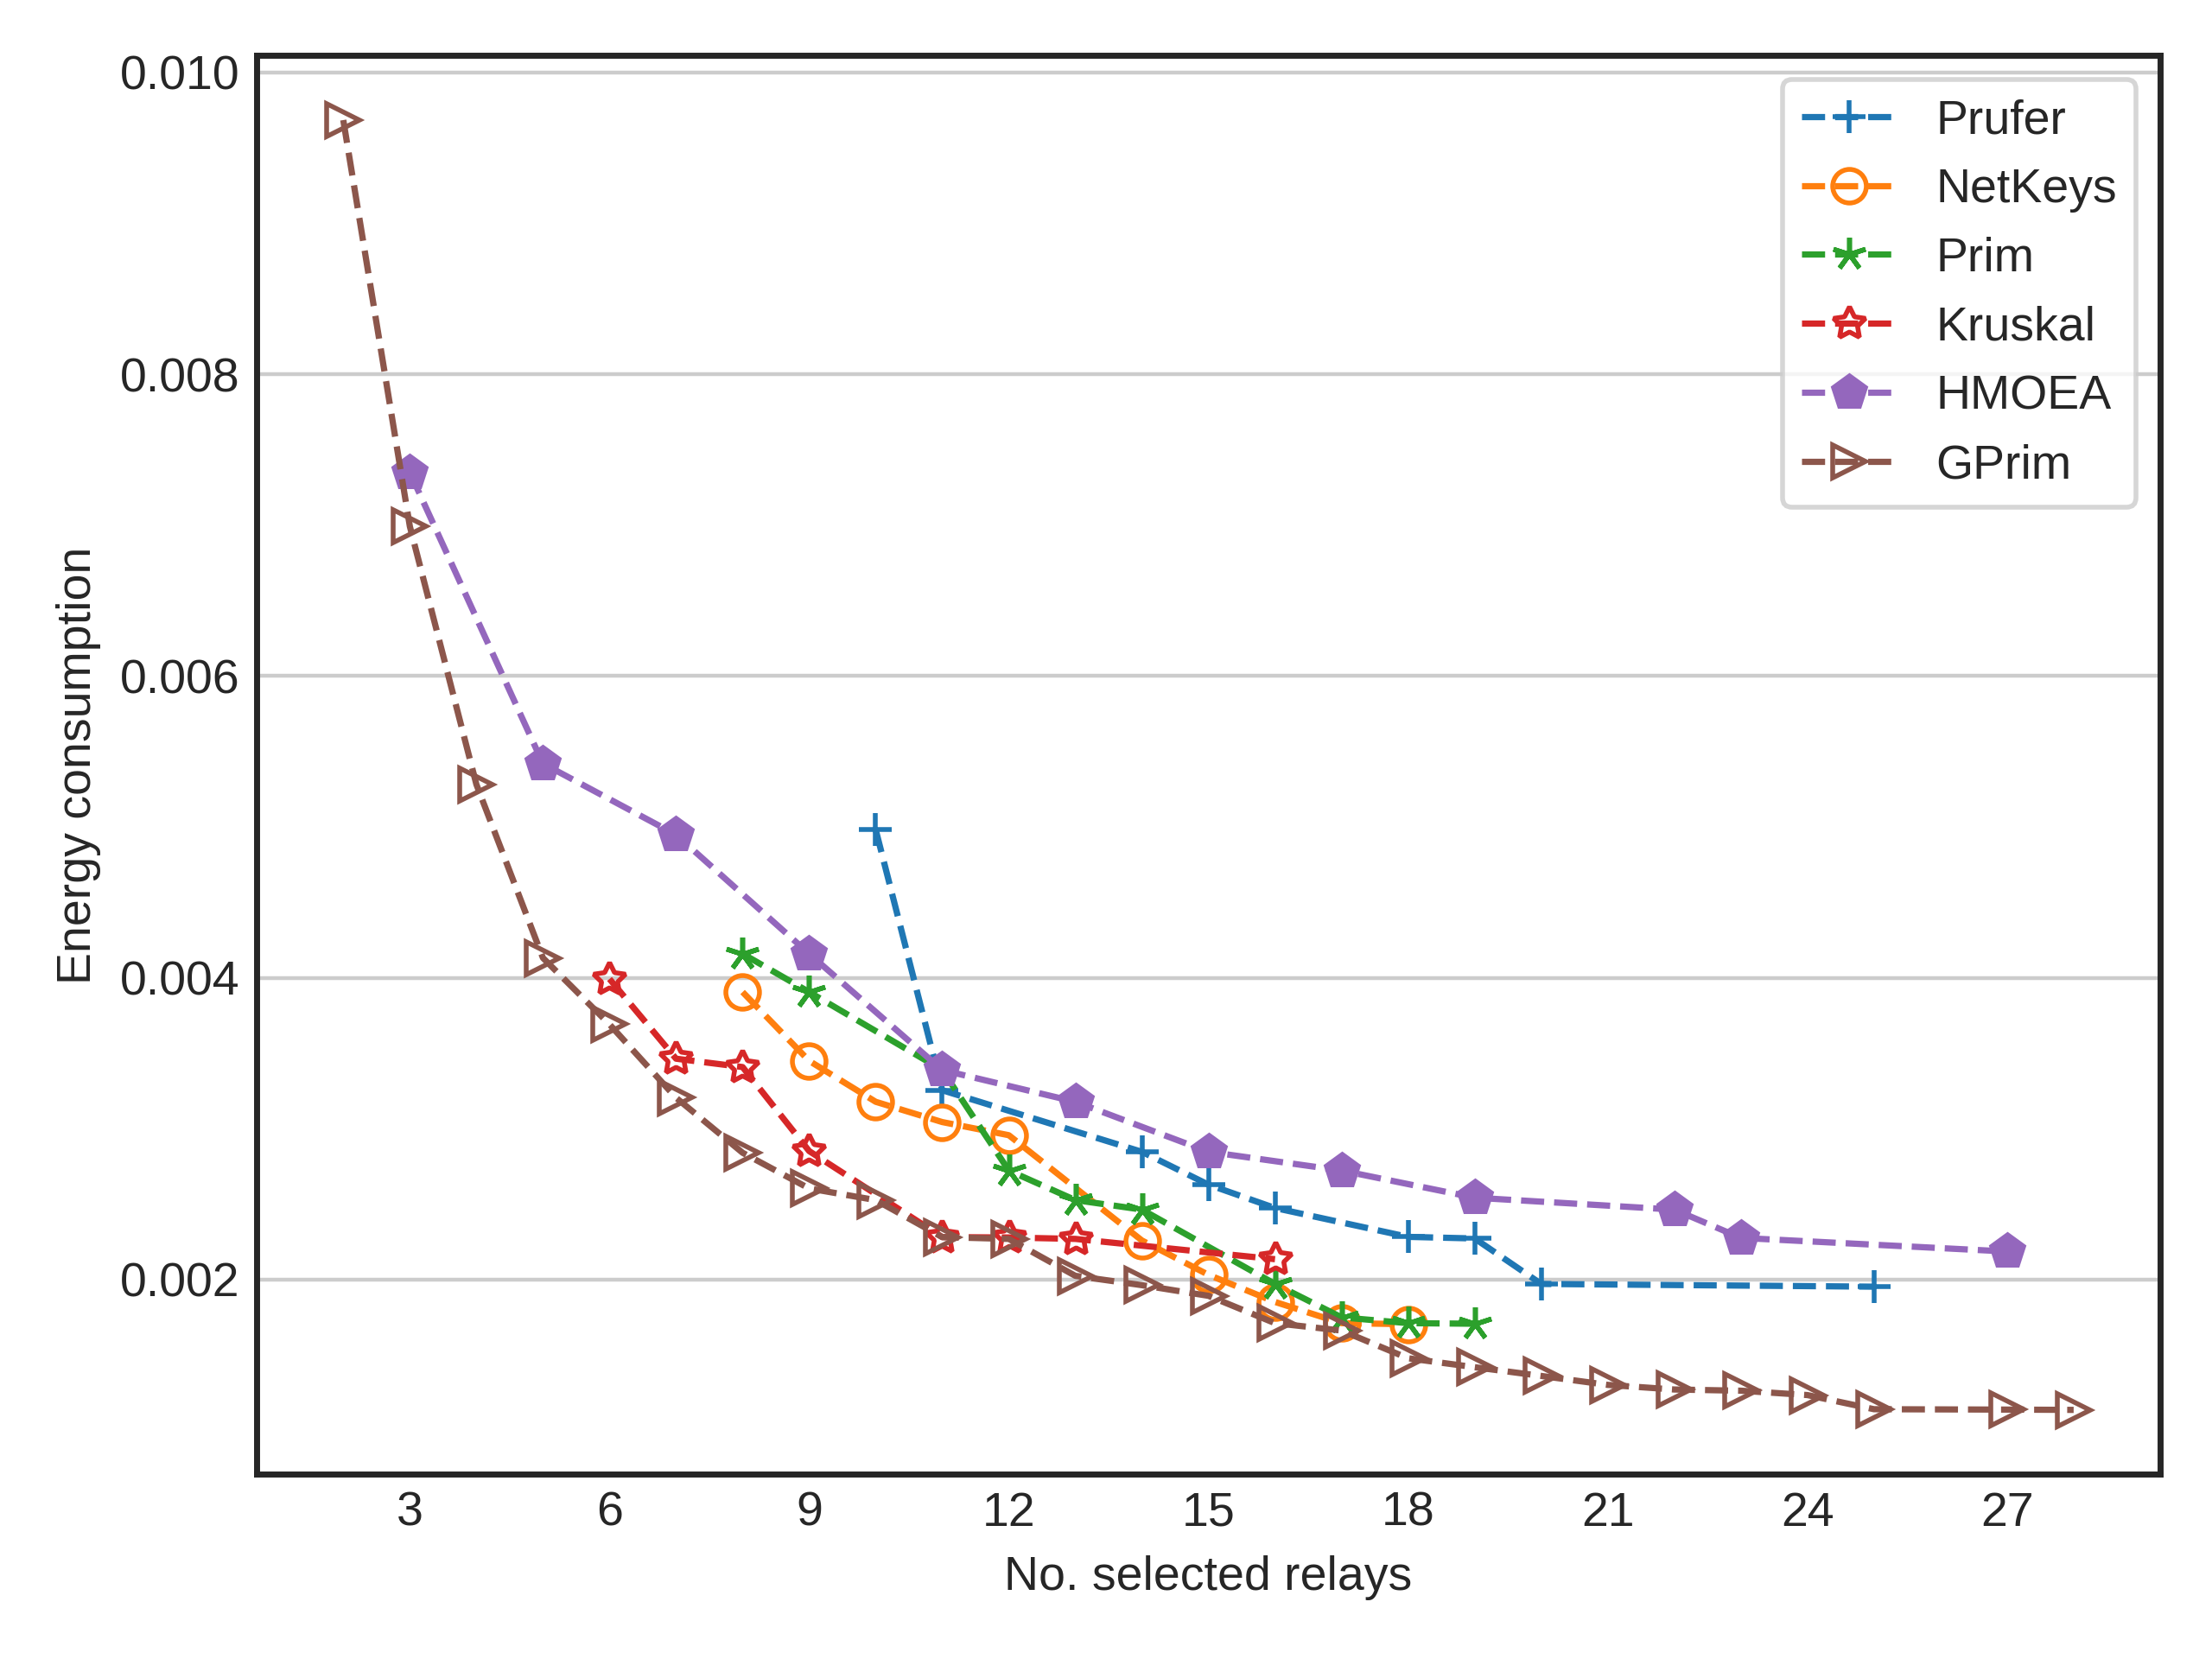 0.010
0.008
0.006
0.004
0.002
Energy consumption
3 6 9 12 15 18 21 24 27
No. selected relays
Prufer
NetKeys
Prim
Kruskal
HMOEA
GPrim